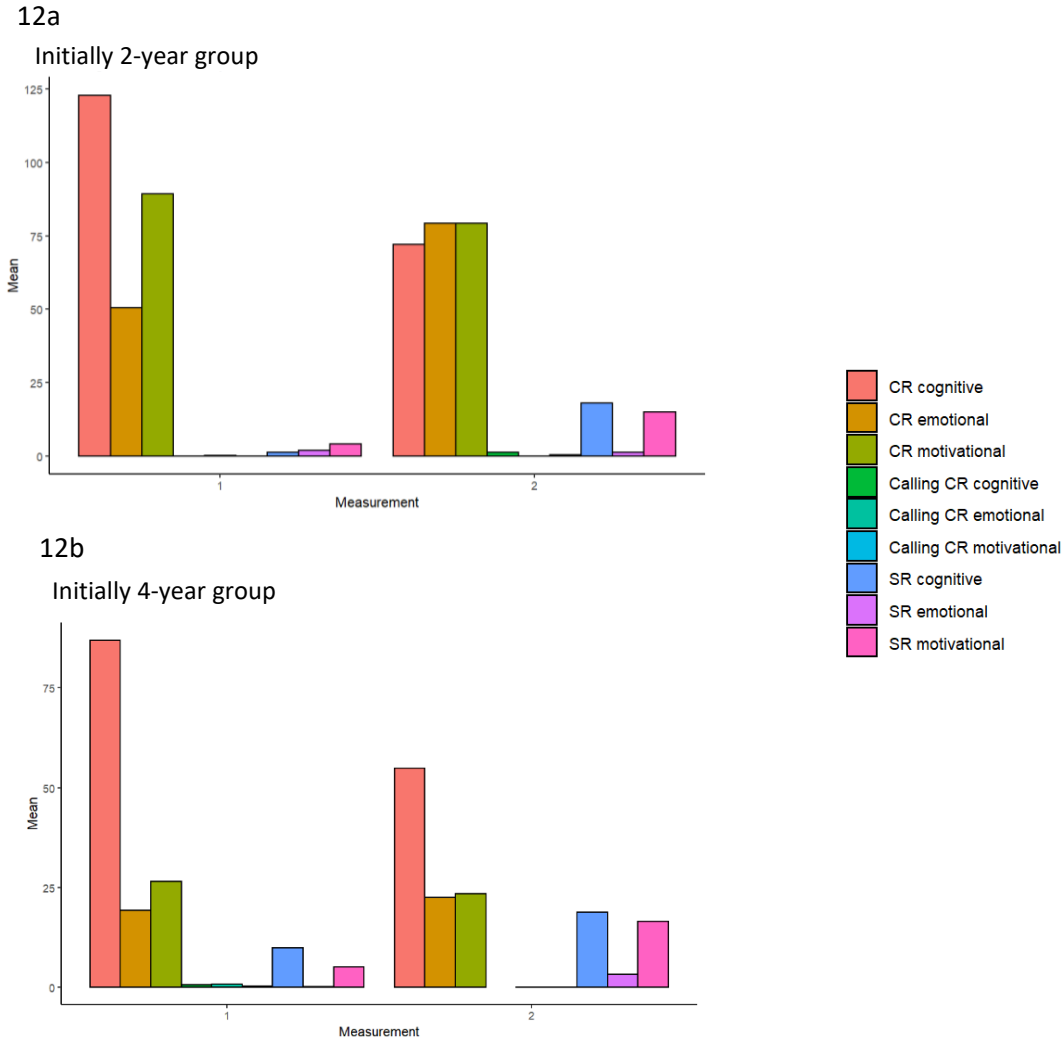 12a
Initially 2-year group
125
100
75
50
25
0
Mean
1
2
Measurement
CR cognitive
CR emotional
CR motivational
Calling CR cognitive
Calling CR emotional
Calling CR motivational
SR cognitive
SR emotional
SR motivational
12b
Initially 4-year group
75
50
25
0
Mean
1
2
Measurement